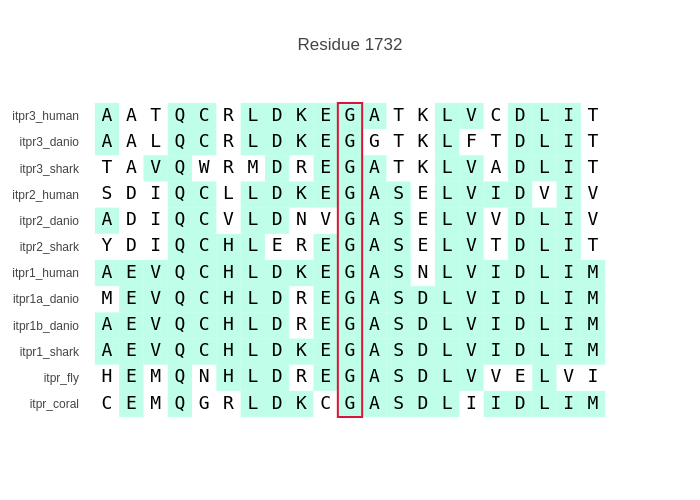 Residue 1732
itpr3_human A A T Q C R L D K E G A T K L V C D L I T
itpr3_danio A A L Q C R L D K E G G T K L F T D L I T
itpr3_shark T A V Q W R M D R E G A T K L V A D L I T
itpr2_human S D I Q C L L D K E G A S E L V I D V I V
itpr2_danio A D I Q C V L D N V G A S E L V V D L I V
itpr2_shark Y D I Q C H L E R E G A S E L V T D L I T
itpr1_human A E V Q C H L D K E G A S N L V I D L I M
itpr1a_danio M E V Q C H L D R E G A S D L V I D L I M
itpr1b_danio A E V Q C H L D R E G A S D L V I D L I M
itpr1_shark A E V Q C H L D K E G A S D L V I D L I M
itpr_fly H E M Q N H L D R E G A S D L V V E L V I
itpr_coral C E M Q G R L D K C G A S D L I I D L I M